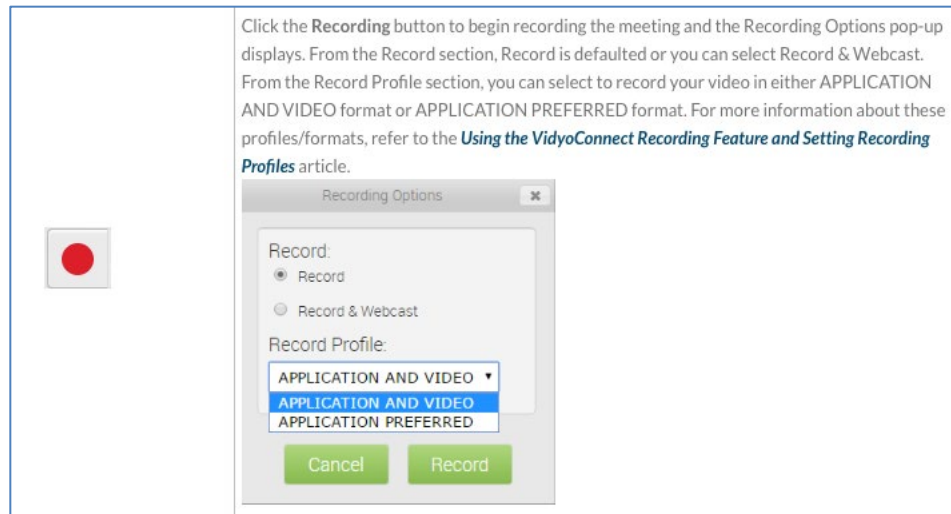 Click the Recording button to begin recording the meeting and the Recording Options pop-up
displays. From the Record section, Record is defaulted or you can select Record & Webcast.
From the Record Profile section, you can select to record your video in either APPLICATION
AND VIDEO format or APPLICATION PREFERRED format. For more information about these
profiles/formats, refer to the Using the VidyoConnect Recording Feature and Setting Recording
Profiles article.
Recording Options
Record:
Record
Record & Webcast
Record Profile:
APPLICATION AND VIDEO
APPLICATION AND VIDEO
APPLICATION PREFERRED
Cancel Record